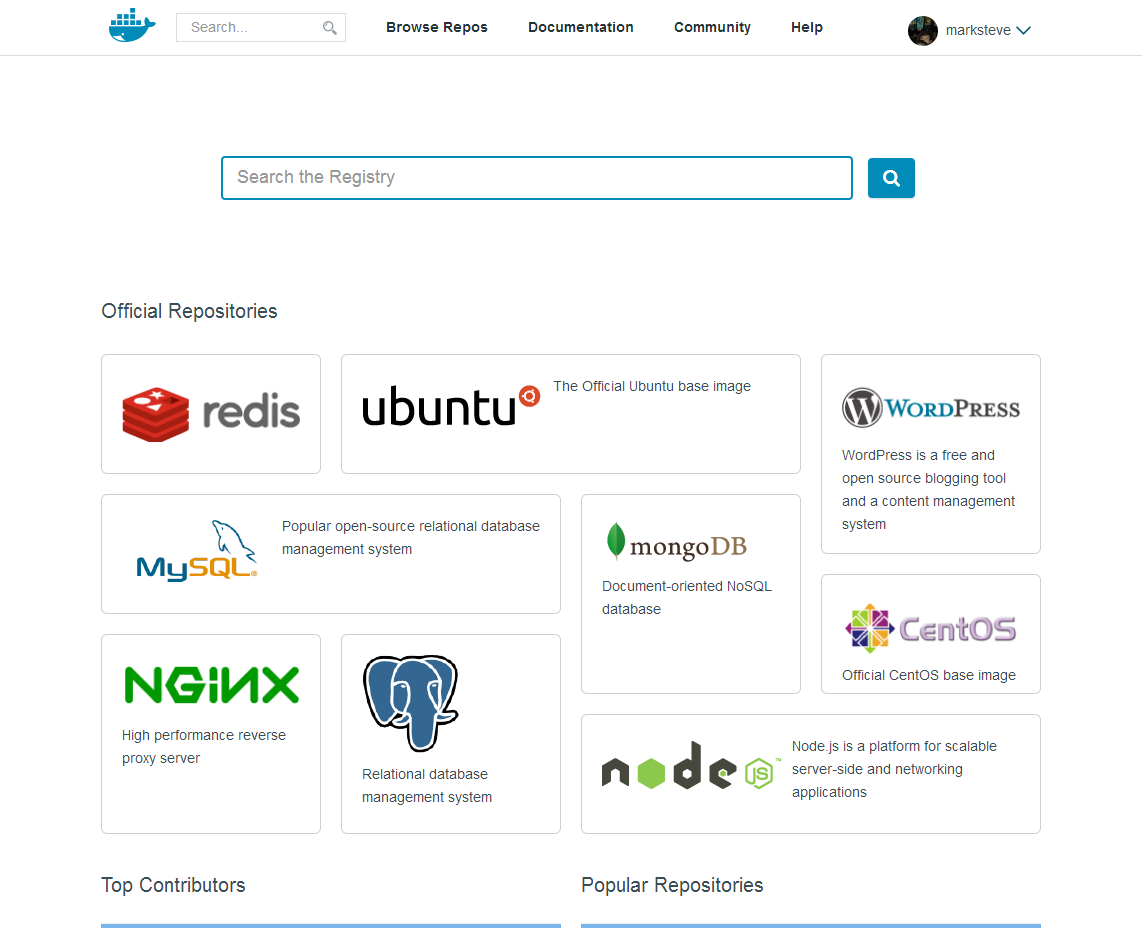 Search...
Browse Repos
Documentation
Community
Help
marksteve
Search the Registry
Official Repositories
redis
ubuntu
The Official Ubuntu base image
WORDPRESS
WordPress is a free and
open source blogging tool
and a content management
system
MySQL®
Popular open-source relational database
management system
mongoDB
Document-oriented NoSQL
database
CentOS
Official CentOS base image
NGINX
High performance reverse
proxy server
Relational database
management system
node JS™
Node.js is a platform for scalable
server-side and networking
applications
Top Contributors
Popular Repositories